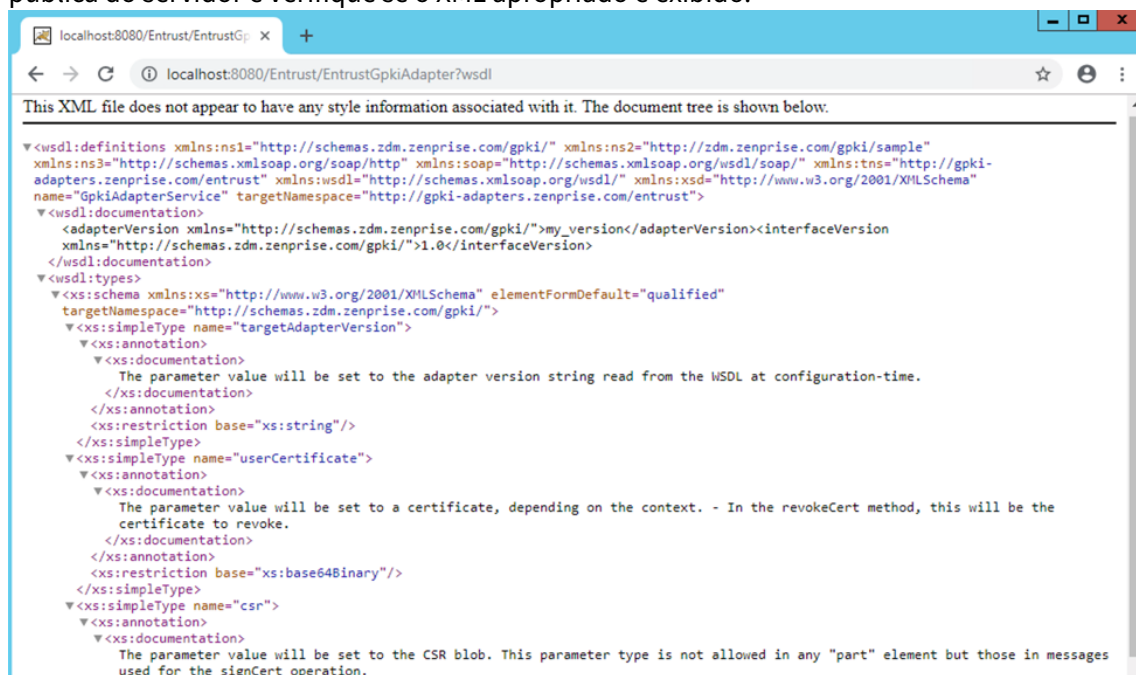 pública do servidor e verifique se o XML apropriado é exibido.
localhost:8080/Entrust/EntrustGp
localhost:8080/Entrust/EntrustGpkiAdapter?wsdl
This XML file does not appear to have any style information associated with it. The document tree is shown below.
▼<wsdl:definitions xmlns:ns1="http://schemas.zdm.zenprise.com/gpki/" xmlns:ns2="http://zdm.zenprise.com/gpki/sample"
xmlns:ns3="http://schemas.xmlsoap.org/soap/http" xmlns:soap="http://schemas.xmlsoap.org/wsdl/soap/" xmlns:tns="http://gpki-
adapters.zenprise.com/entrust" xmlns:wsdl="http://schemas.xmlsoap.org/wsdl/" xmlns:xsd="http://www.w3.org/2001/XMLSchema"
name="GpkiAdapterService" targetNamespace="http://gpki-adapters.zenprise.com/entrust">
▼<wsdl:documentation>
<adapterVersion xmlns="http://schemas.zdm.zenprise.com/gpki/">my_version</adapterVersion><interfaceVersion
xmlns="http://schemas.zdm.zenprise.com/gpki/">1.0</interfaceVersion>
</wsdl:documentation>
▼<wsdl:types>
▼<xs:schema xmlns:xs="http://www.w3.org/2001/XMLSchema" elementFormDefault="qualified"
targetNamespace="http://schemas.zdm.zenprise.com/gpki/">
▼<xs:simpleType name="targetAdapterVersion">
▼<xs:annotation>
▼<xs:documentation>
The parameter value will be set to the adapter version string read from the WSDL at configuration-time.
</xs:documentation>
</xs:annotation>
<xs:restriction base="xs:string"/>
</xs:simpleType>
▼<xs:simpleType name="userCertificate">
▼<xs:annotation>
▼<xs:documentation>
The parameter value will be set to a certificate, depending on the context. - In the revokeCert method, this will be the
certificate to revoke.
</xs:documentation>
</xs:annotation>
<xs:restriction base="xs:base64Binary"/>
</xs:simpleType>
▼<xs:simpleType name="csr">
▼<xs:annotation>
▼<xs:documentation>
The parameter value will be set to the CSR blob. This parameter type is not allowed in any "part" element but those in messages
used for the signCert operation.